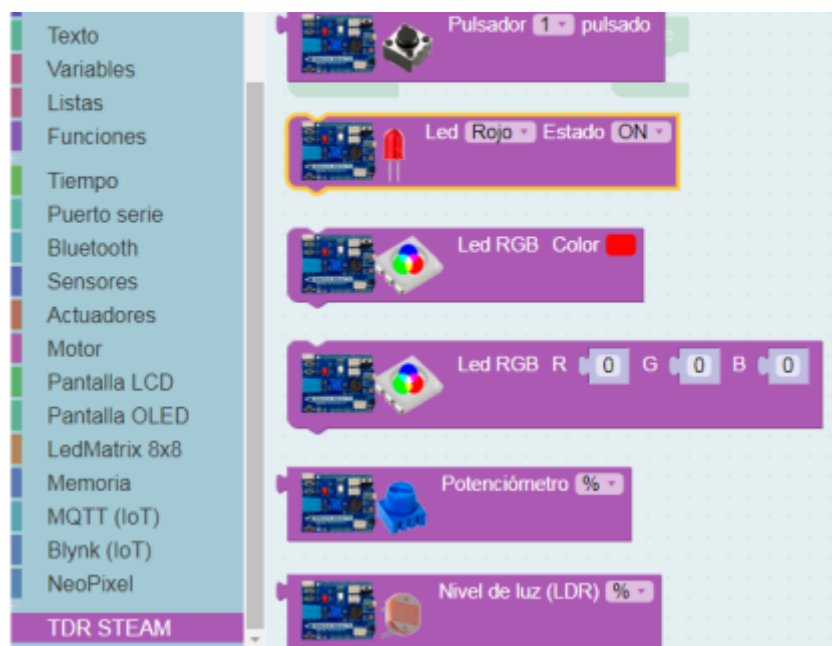 Texto
Variables
Listas
Funciones
Tiempo
Puerto serie
Bluetooth
Sensores
Actuadores
Motor
Pantalla LCD
Pantalla OLED
LedMatrix 8x8
Memoria
MQTT (IoT)
Blynk (IoT)
NeoPixel
TDR STEAM
Pulsador 1 pulsado
Led Rojo Estado ON
Led RGB Color
Led RGB R 0 G 0 B 0
Potenciómetro %
Nivel de luz (LDR) %